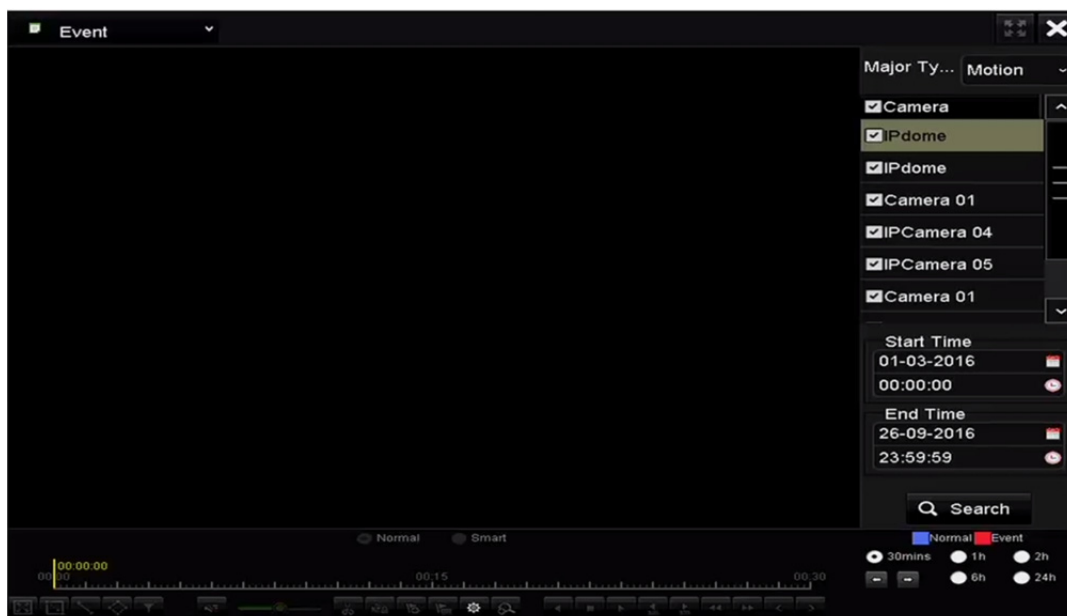 Event
Major Ty... Motion
Camera
IPdome
IPdome
Camera 01
IPCamera 04
IPCamera 05
Camera 01
Start Time
01-03-2016
00:00:00
End Time
26-09-2016
23:59:59
Search
Normal Smart
Normal Event
30mins 1h 2h
6h 24h
00:00:00
00:00 00:15 00:30